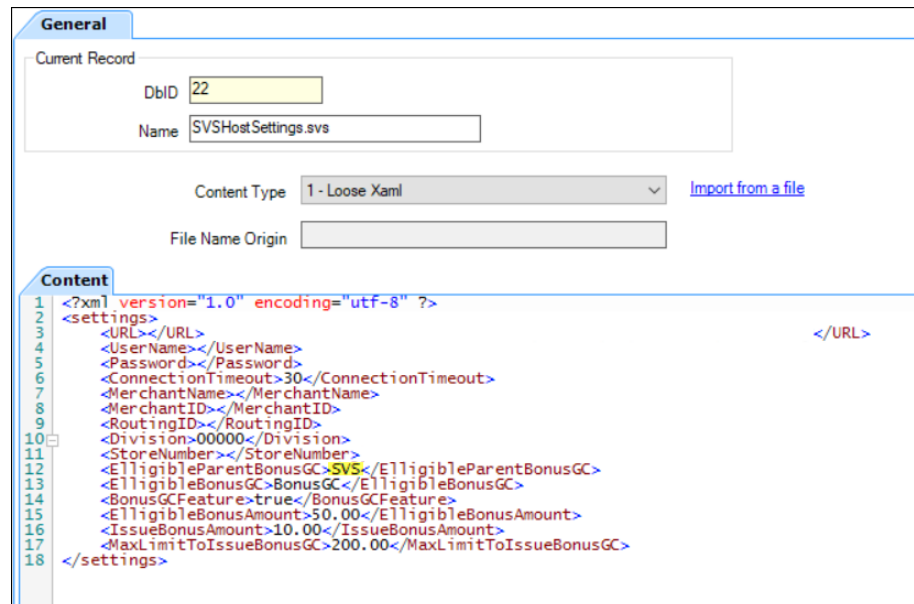 General
Current Record
DbID 22
Name SVSHostSettings.svs
Content Type 1 - Loose Xaml Import from a file
File Name Origin
Content
1 <?xml version="1.0" encoding="utf-8" ?>
2 <settings>
3 <URL></URL> </URL>
4 <UserName></UserName>
5 <Password></Password>
6 <ConnectionTimeout>30</ConnectionTimeout>
7 <MerchantName></MerchantName>
8 <MerchantID></MerchantID>
9 <RoutingID></RoutingID>
10 <Division>00000</Division>
11 <StoreNumber></StoreNumber>
12 <ElligibleParentBonusGC>SVS</ElligibleParentBonusGC>
13 <ElligibleBonusGC>BonusGC</ElligibleBonusGC>
14 <BonusGCFeature>true</BonusGCFeature>
15 <ElligibleBonusAmount>50.00</ElligibleBonusAmount>
16 <IssueBonusAmount>10.00</IssueBonusAmount>
17 <MaxLimitToIssueBonusGC>200.00</MaxLimitToIssueBonusGC>
18 </settings>